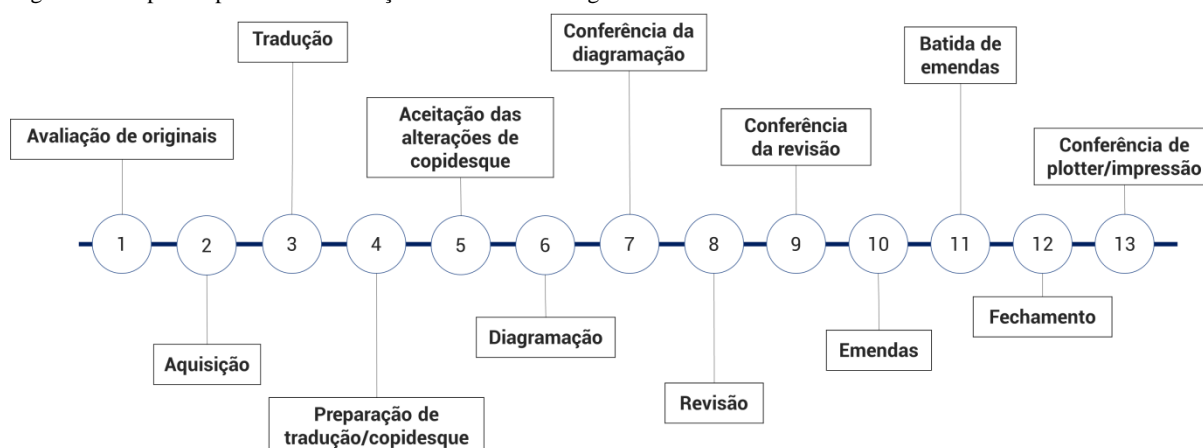 Avaliação de originais
Tradução
Aceitação das
alterações de
copidesque
Conferência da
diagramação
Conferência
da revisão
Batida de
emendas
Conferência de
plotter/impressão
1
2
3
4
5
6
7
8
9
10
11
12
13
Aquisição
Preparação de
tradução/copidesque
Diagramação
Revisão
Emendas
Fechamento